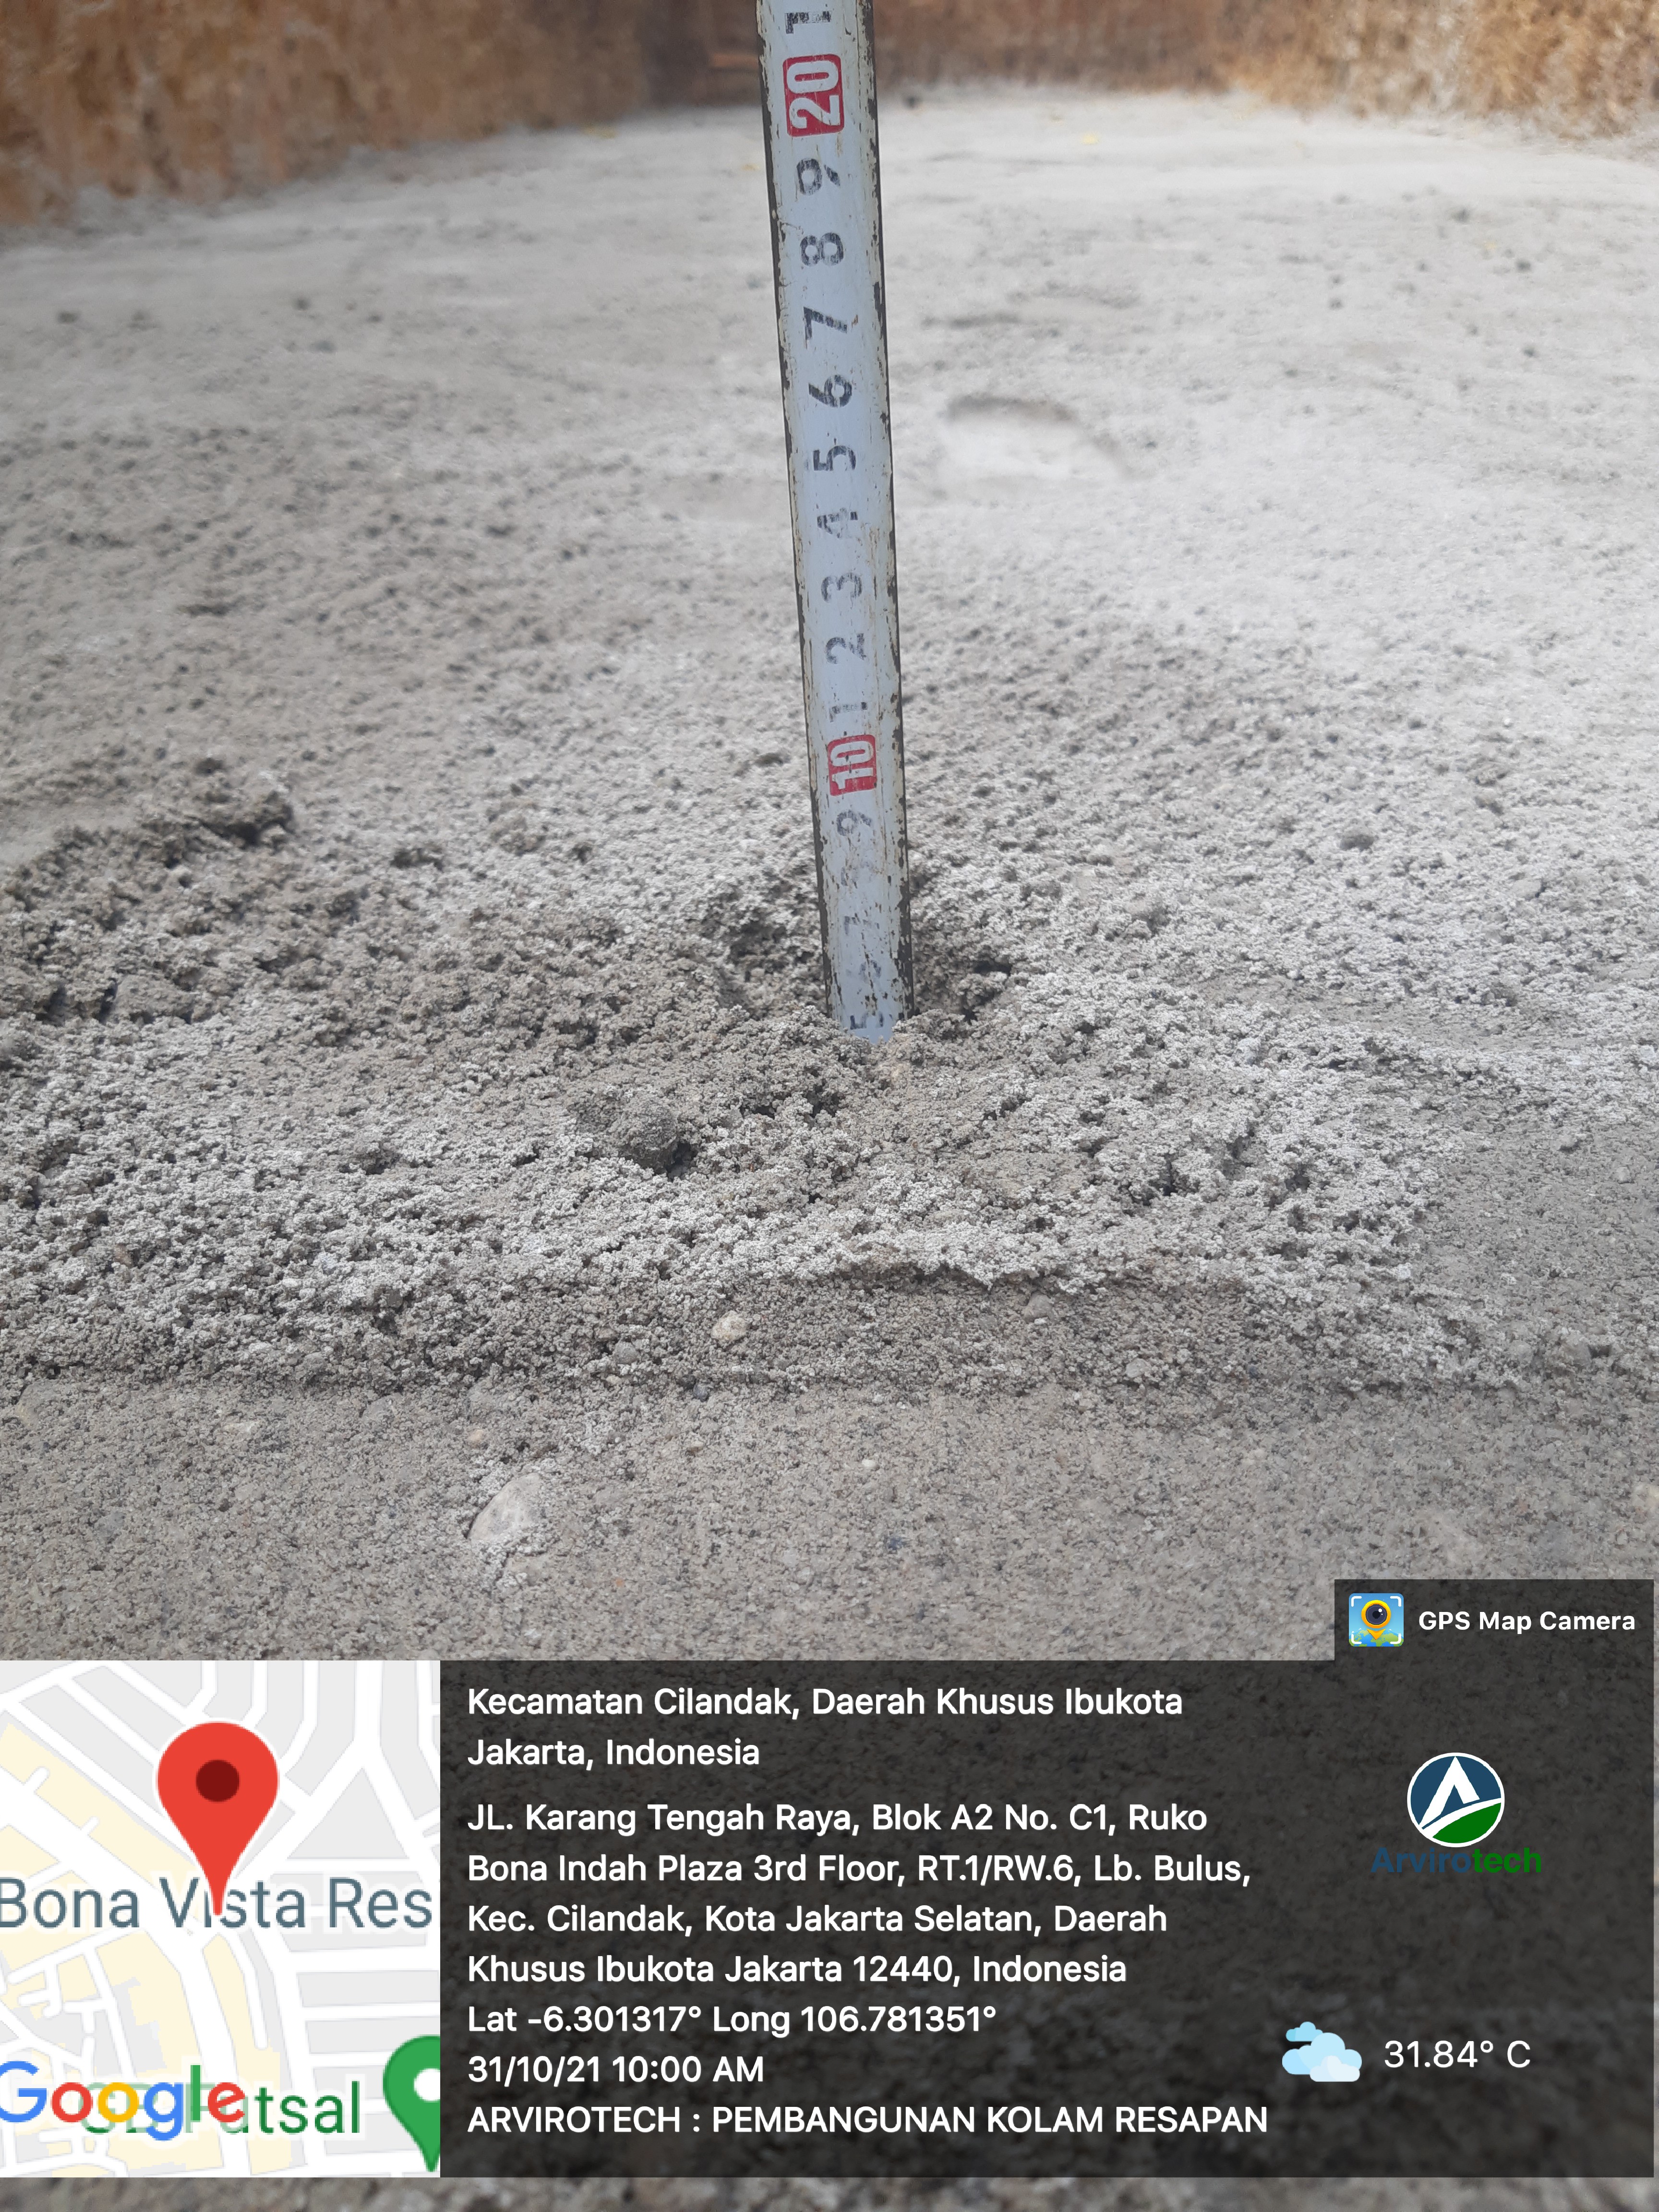 1
20
9
8
7
6
5
4
3
2
1
10
9
5
GPS Map Camera
Kecamatan Cilandak, Daerah Khusus Ibukota
Jakarta, Indonesia
JL. Karang Tengah Raya, Blok A2 No. C1, Ruko
Bona Indah Plaza 3rd Floor, RT.1/RW.6, Lb. Bulus,
Kec. Cilandak, Kota Jakarta Selatan, Daerah
Khusus Ibukota Jakarta 12440, Indonesia
Lat -6.301317° Long 106.781351°
31/10/21 10:00 AM
ARVIROTECH : PEMBANGUNAN KOLAM RESAPAN
Arvirotech
31.84° C
Bona Vista Res
Google
tsal